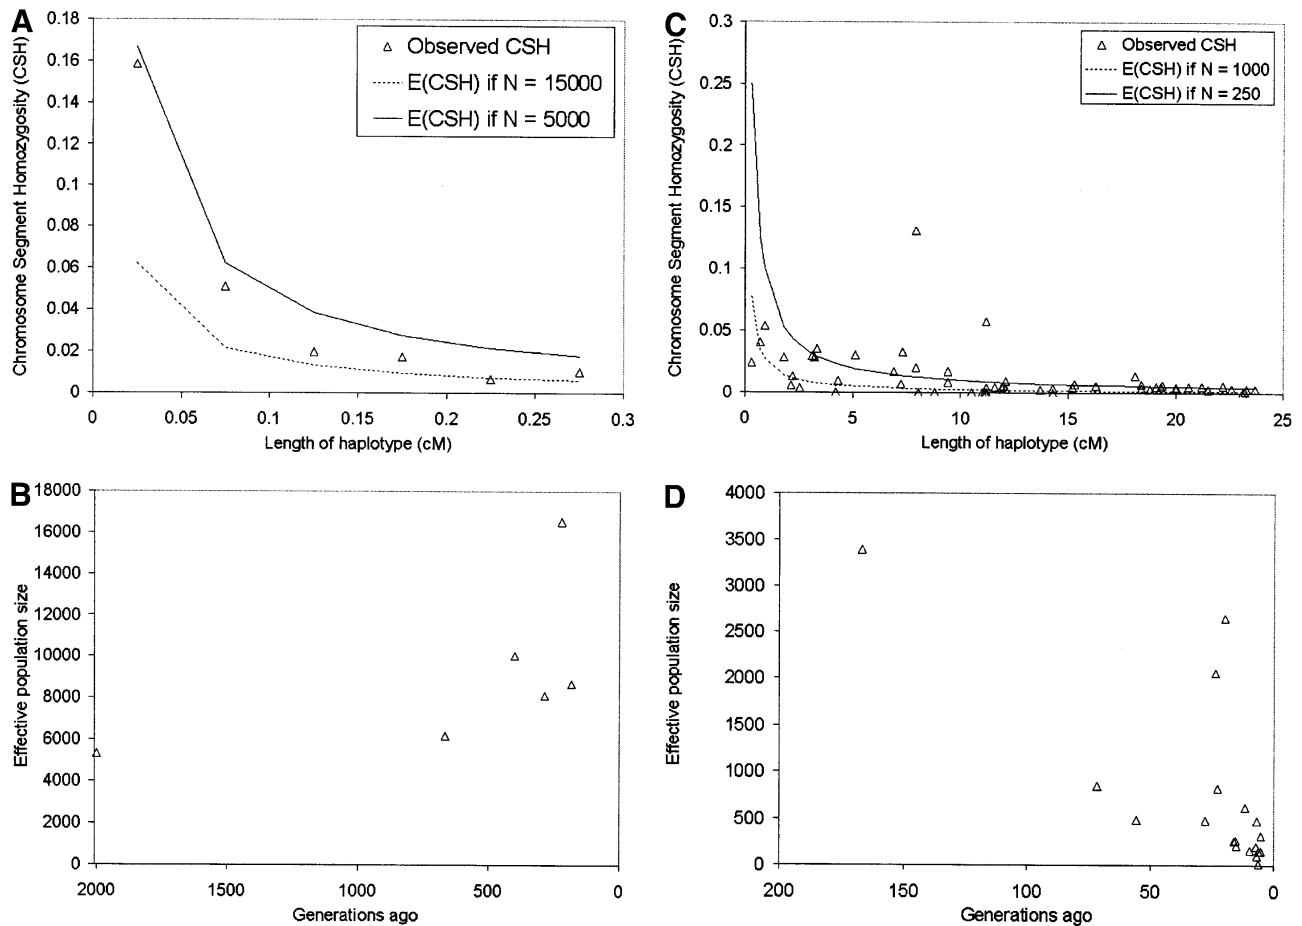 A
Chromosome Segment Homozygosity (CSH)
0.18
0.16
0.14
0.12
0.1
0.08
0.06
0.04
0.02
0
Observed CSH
E(CSH) if N = 15000
E(CSH) if N = 5000
0 0.05 0.1 0.15 0.2 0.25 0.3
Length of haplotype (cM)
C
Chromosome Segment Homozygosity (CSH)
0.3
0.25
0.2
0.15
0.1
0.05
0
Observed CSH
E(CSH) if N = 1000
E(CSH) if N = 250
0 5 10 15 20 25
Length of haplotype (cM)
B
Effective population size
18000
16000
14000
12000
10000
8000
6000
4000
2000
0
2000 1500 1000 500 0
Generations ago
D
Effective population size
4000
3500
3000
2500
2000
1500
1000
500
0
200 150 100 50 0
Generations ago